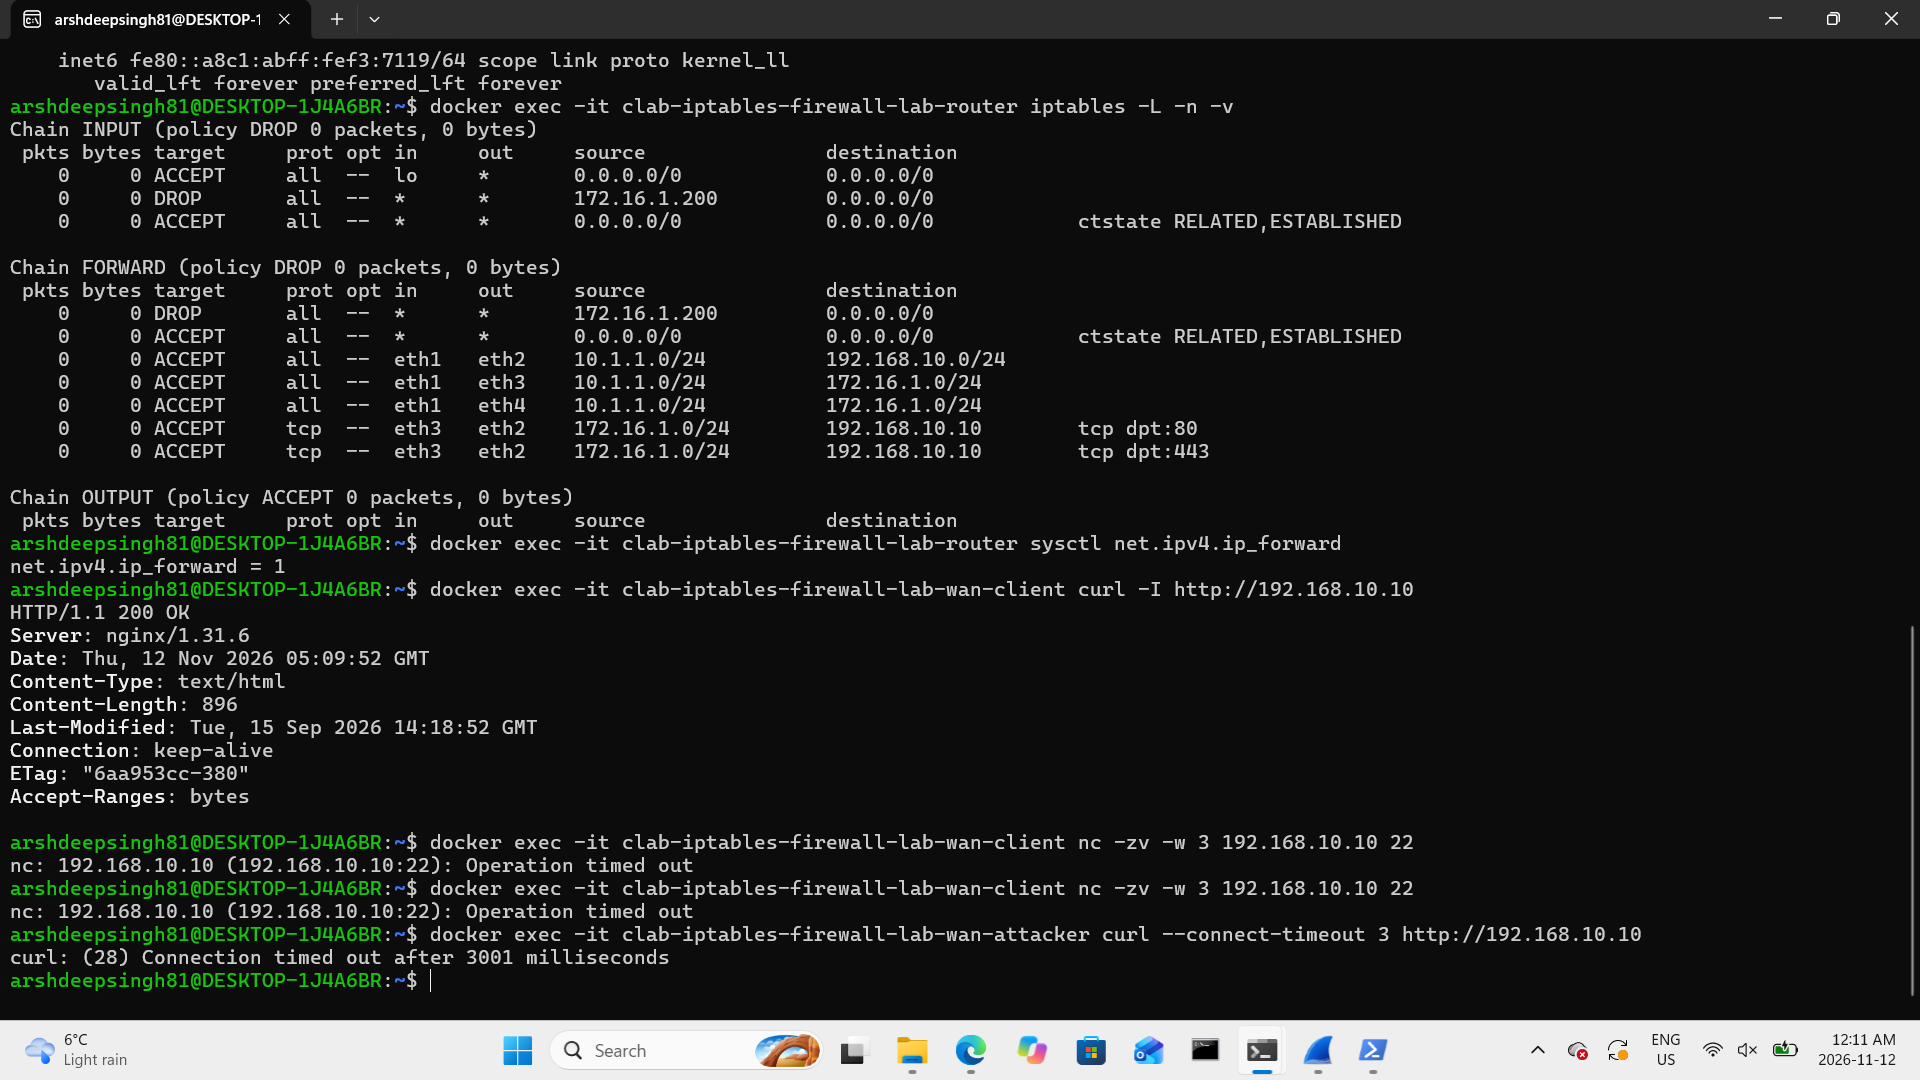 arshdeepsingh81@DESKTOP-1
    inet6 fe80::a8c1:abff:fef3:7119/64 scope link proto kernel_ll
       valid_lft forever preferred_lft forever
arshdeepsingh81@DESKTOP-1J4A6BR:~$ docker exec -it clab-iptables-firewall-lab-router iptables -L -n -v
Chain INPUT (policy DROP 0 packets, 0 bytes)
 pkts bytes target     prot opt in     out     source               destination
    0     0 ACCEPT     all  --  lo     *       0.0.0.0/0            0.0.0.0/0
    0     0 DROP       all  --  *      *       172.16.1.200         0.0.0.0/0
    0     0 ACCEPT     all  --  *      *       0.0.0.0/0            0.0.0.0/0            ctstate RELATED,ESTABLISHED
Chain FORWARD (policy DROP 0 packets, 0 bytes)
 pkts bytes target     prot opt in     out     source               destination
    0     0 DROP       all  --  *      *       172.16.1.200         0.0.0.0/0
    0     0 ACCEPT     all  --  *      *       0.0.0.0/0            0.0.0.0/0            ctstate RELATED,ESTABLISHED
    0     0 ACCEPT     all  --  eth1   eth2    10.1.1.0/24          192.168.10.0/24
    0     0 ACCEPT     all  --  eth1   eth3    10.1.1.0/24          172.16.1.0/24
    0     0 ACCEPT     all  --  eth1   eth4    10.1.1.0/24          172.16.1.0/24
    0     0 ACCEPT     tcp  --  eth3   eth2    172.16.1.0/24        192.168.10.10        tcp dpt:80
    0     0 ACCEPT     tcp  --  eth3   eth2    172.16.1.0/24        192.168.10.10        tcp dpt:443
Chain OUTPUT (policy ACCEPT 0 packets, 0 bytes)
 pkts bytes target     prot opt in     out     source               destination
arshdeepsingh81@DESKTOP-1J4A6BR:~$ docker exec -it clab-iptables-firewall-lab-router sysctl net.ipv4.ip_forward
net.ipv4.ip_forward = 1
arshdeepsingh81@DESKTOP-1J4A6BR:~$ docker exec -it clab-iptables-firewall-lab-wan-client curl -I http://192.168.10.10
HTTP/1.1 200 OK
Server: nginx/1.31.6
Date: Thu, 12 Nov 2026 05:09:52 GMT
Content-Type: text/html
Content-Length: 896
Last-Modified: Tue, 15 Sep 2026 14:18:52 GMT
Connection: keep-alive
ETag: "6aa953cc-380"
Accept-Ranges: bytes
arshdeepsingh81@DESKTOP-1J4A6BR:~$ docker exec -it clab-iptables-firewall-lab-wan-client nc -zv -w 3 192.168.10.10 22
nc: 192.168.10.10 (192.168.10.10:22): Operation timed out
arshdeepsingh81@DESKTOP-1J4A6BR:~$ docker exec -it clab-iptables-firewall-lab-wan-client nc -zv -w 3 192.168.10.10 22
nc: 192.168.10.10 (192.168.10.10:22): Operation timed out
arshdeepsingh81@DESKTOP-1J4A6BR:~$ docker exec -it clab-iptables-firewall-lab-wan-attacker curl --connect-timeout 3 http://192.168.10.10
curl: (28) Connection timed out after 3001 milliseconds
arshdeepsingh81@DESKTOP-1J4A6BR:~$
6°C
Light rain
Search
ENG
US
12:11 AM
2026-11-12